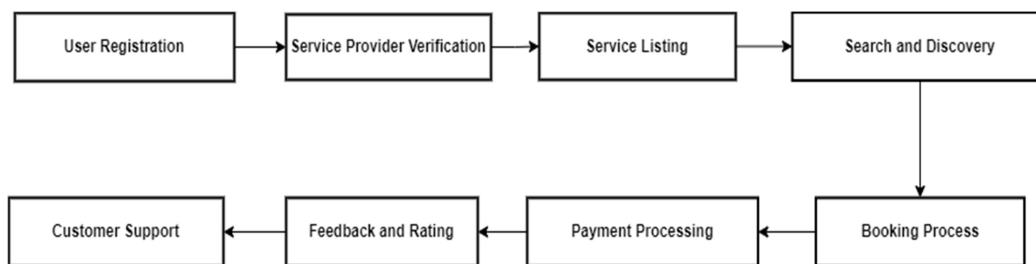 User Registration
Service Provider Verification
Service Listing
Search and Discovery
Customer Support
Feedback and Rating
Payment Processing
Booking Process